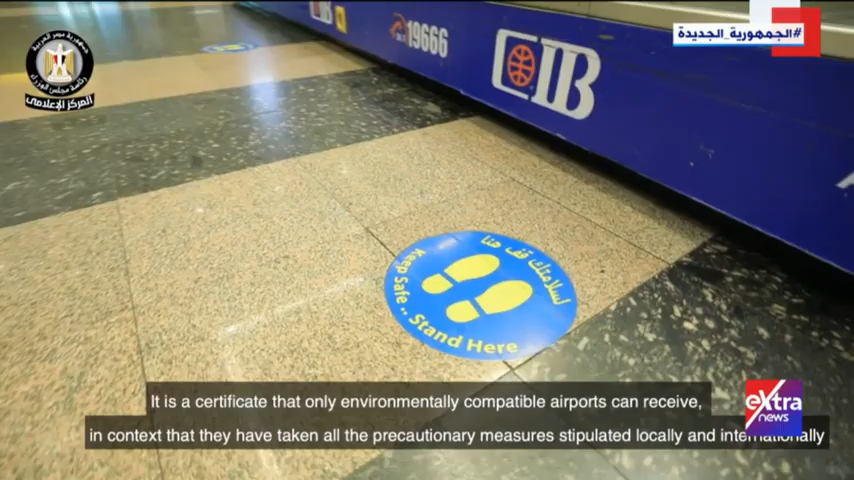 #الجمهورية_الجديدة
جمهورية مصر العربية
رئاسة مجلس الوزراء
المركز الإعلامي
19666
CIB
لسلامتك قف هنا
Keep Safe .. Stand Here
It is a certificate that only environmentally compatible airports can receive,
in context that they have taken all the precautionary measures stipulated locally and internationally
eXtra
news